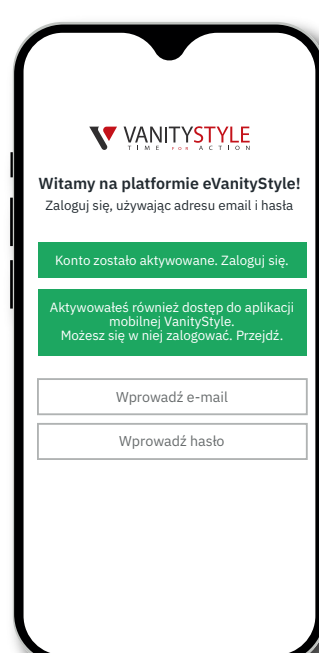 VANITYSTYLE
TIME FOR ACTION
Witamy na platformie eVanityStyle!
Zaloguj się, używając adresu email i hasła
Konto zostało aktywowane. Zaloguj się.
Aktywowałeś również dostęp do aplikacji
mobilnej VanityStyle.
Możesz się w niej zalogować. Przejdź.
Wprowadź e-mail
Wprowadź hasło